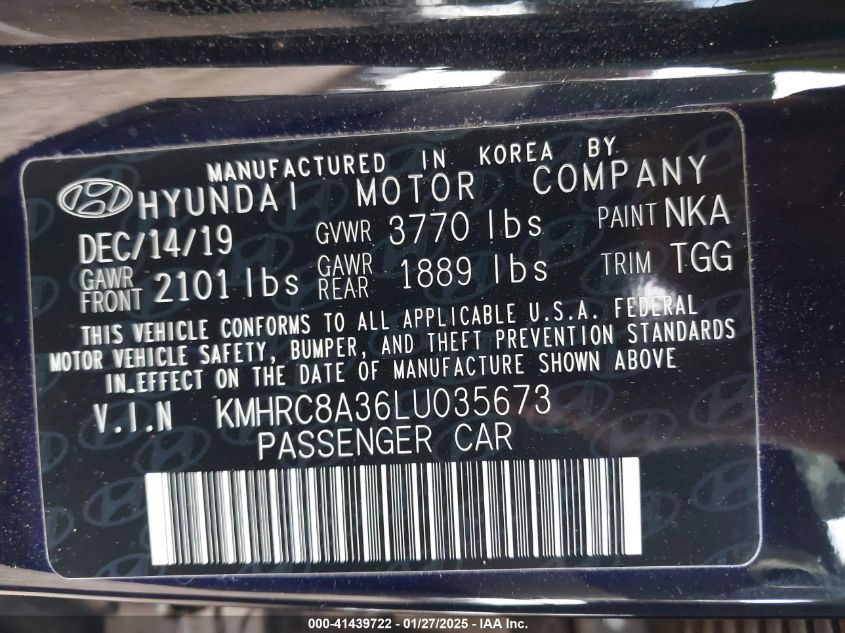 MANUFACTURED IN KOREA BY
HYUNDAI MOTOR COMPANY
DEC/14/19 GVWR 3770 lbs PAINT NKA
GAWR FRONT 2101 lbs GAWR REAR 1889 lbs TRIM TGG
THIS VEHICLE CONFORMS TO ALL APPLICABLE U.S.A. FEDERAL
MOTOR VEHICLE SAFETY, BUMPER, AND THEFT PREVENTION STANDARDS
IN EFFECT ON THE DATE OF MANUFACTURE SHOWN ABOVE
V.I.N KMHRC8A36LU035673
PASSENGER CAR
000-41439722 - 01/27/2025 - IAA Inc.